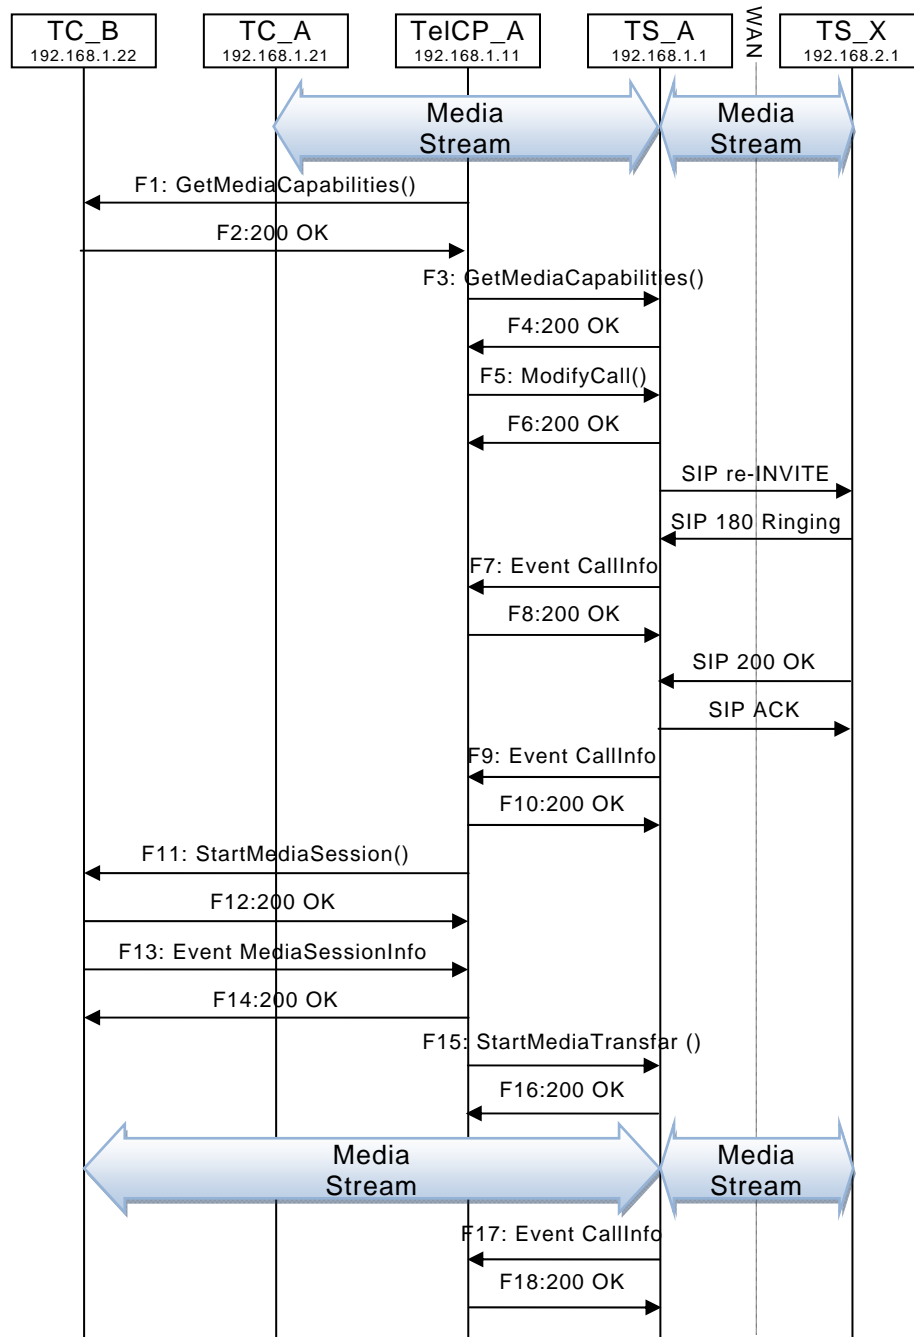 TC_B
192.168.1.22
TC_A
192.168.1.21
TelCP_A
192.168.1.11
TS_A
192.168.1.1
WAN
TS_X
192.168.2.1
Media
Stream
Media
Stream
F1: GetMediaCapabilities()
F2:200 OK
F3: GetMediaCapabilities()
F4:200 OK
F5: ModifyCall()
F6:200 OK
SIP re-INVITE
SIP 180 Ringing
F7: Event CallInfo
F8:200 OK
SIP 200 OK
SIP ACK
F9: Event CallInfo
F10:200 OK
F11: StartMediaSession()
F12:200 OK
F13: Event MediaSessionInfo
F14:200 OK
F15: StartMediaTransfar ()
F16:200 OK
Media
Stream
Media
Stream
F17: Event CallInfo
F18:200 OK